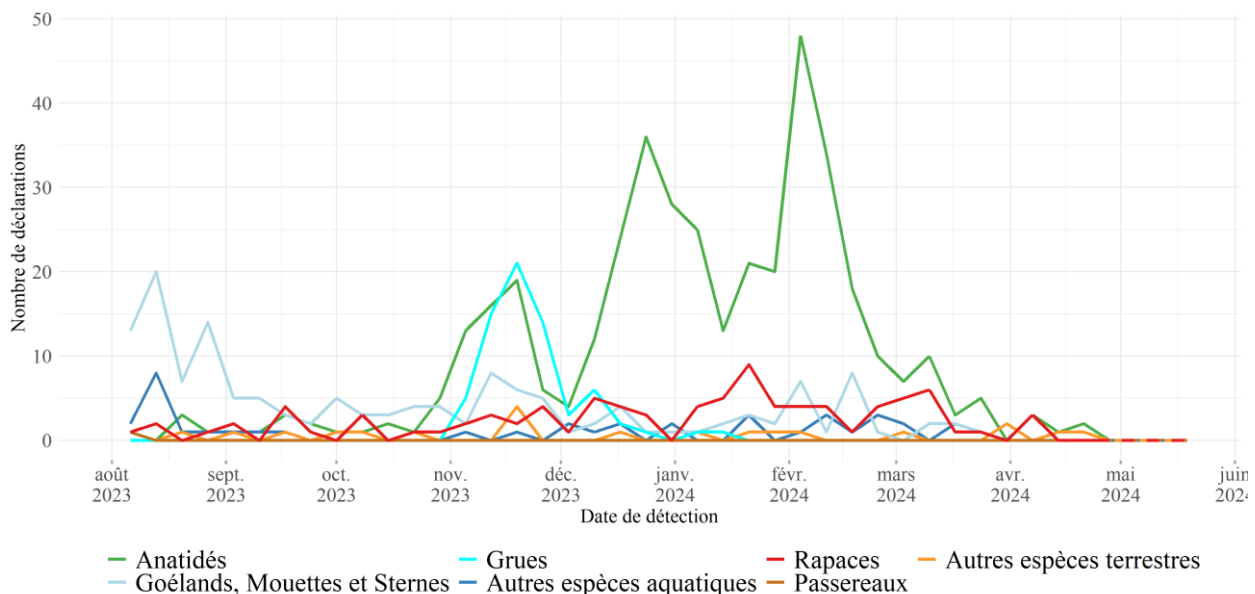 50
40
30
20
10
0
Nombre de déclarations
août sept. oct. nov. déc. janv. févr. mars avr. mai juin
2023 2023 2023 2023 2023 2024 2024 2024 2024 2024 2024
Date de détection
Anatidés Grues Rapaces Autres espèces terrestres
Goélands, Mouettes et Sternes Autres espèces aquatiques Passereaux